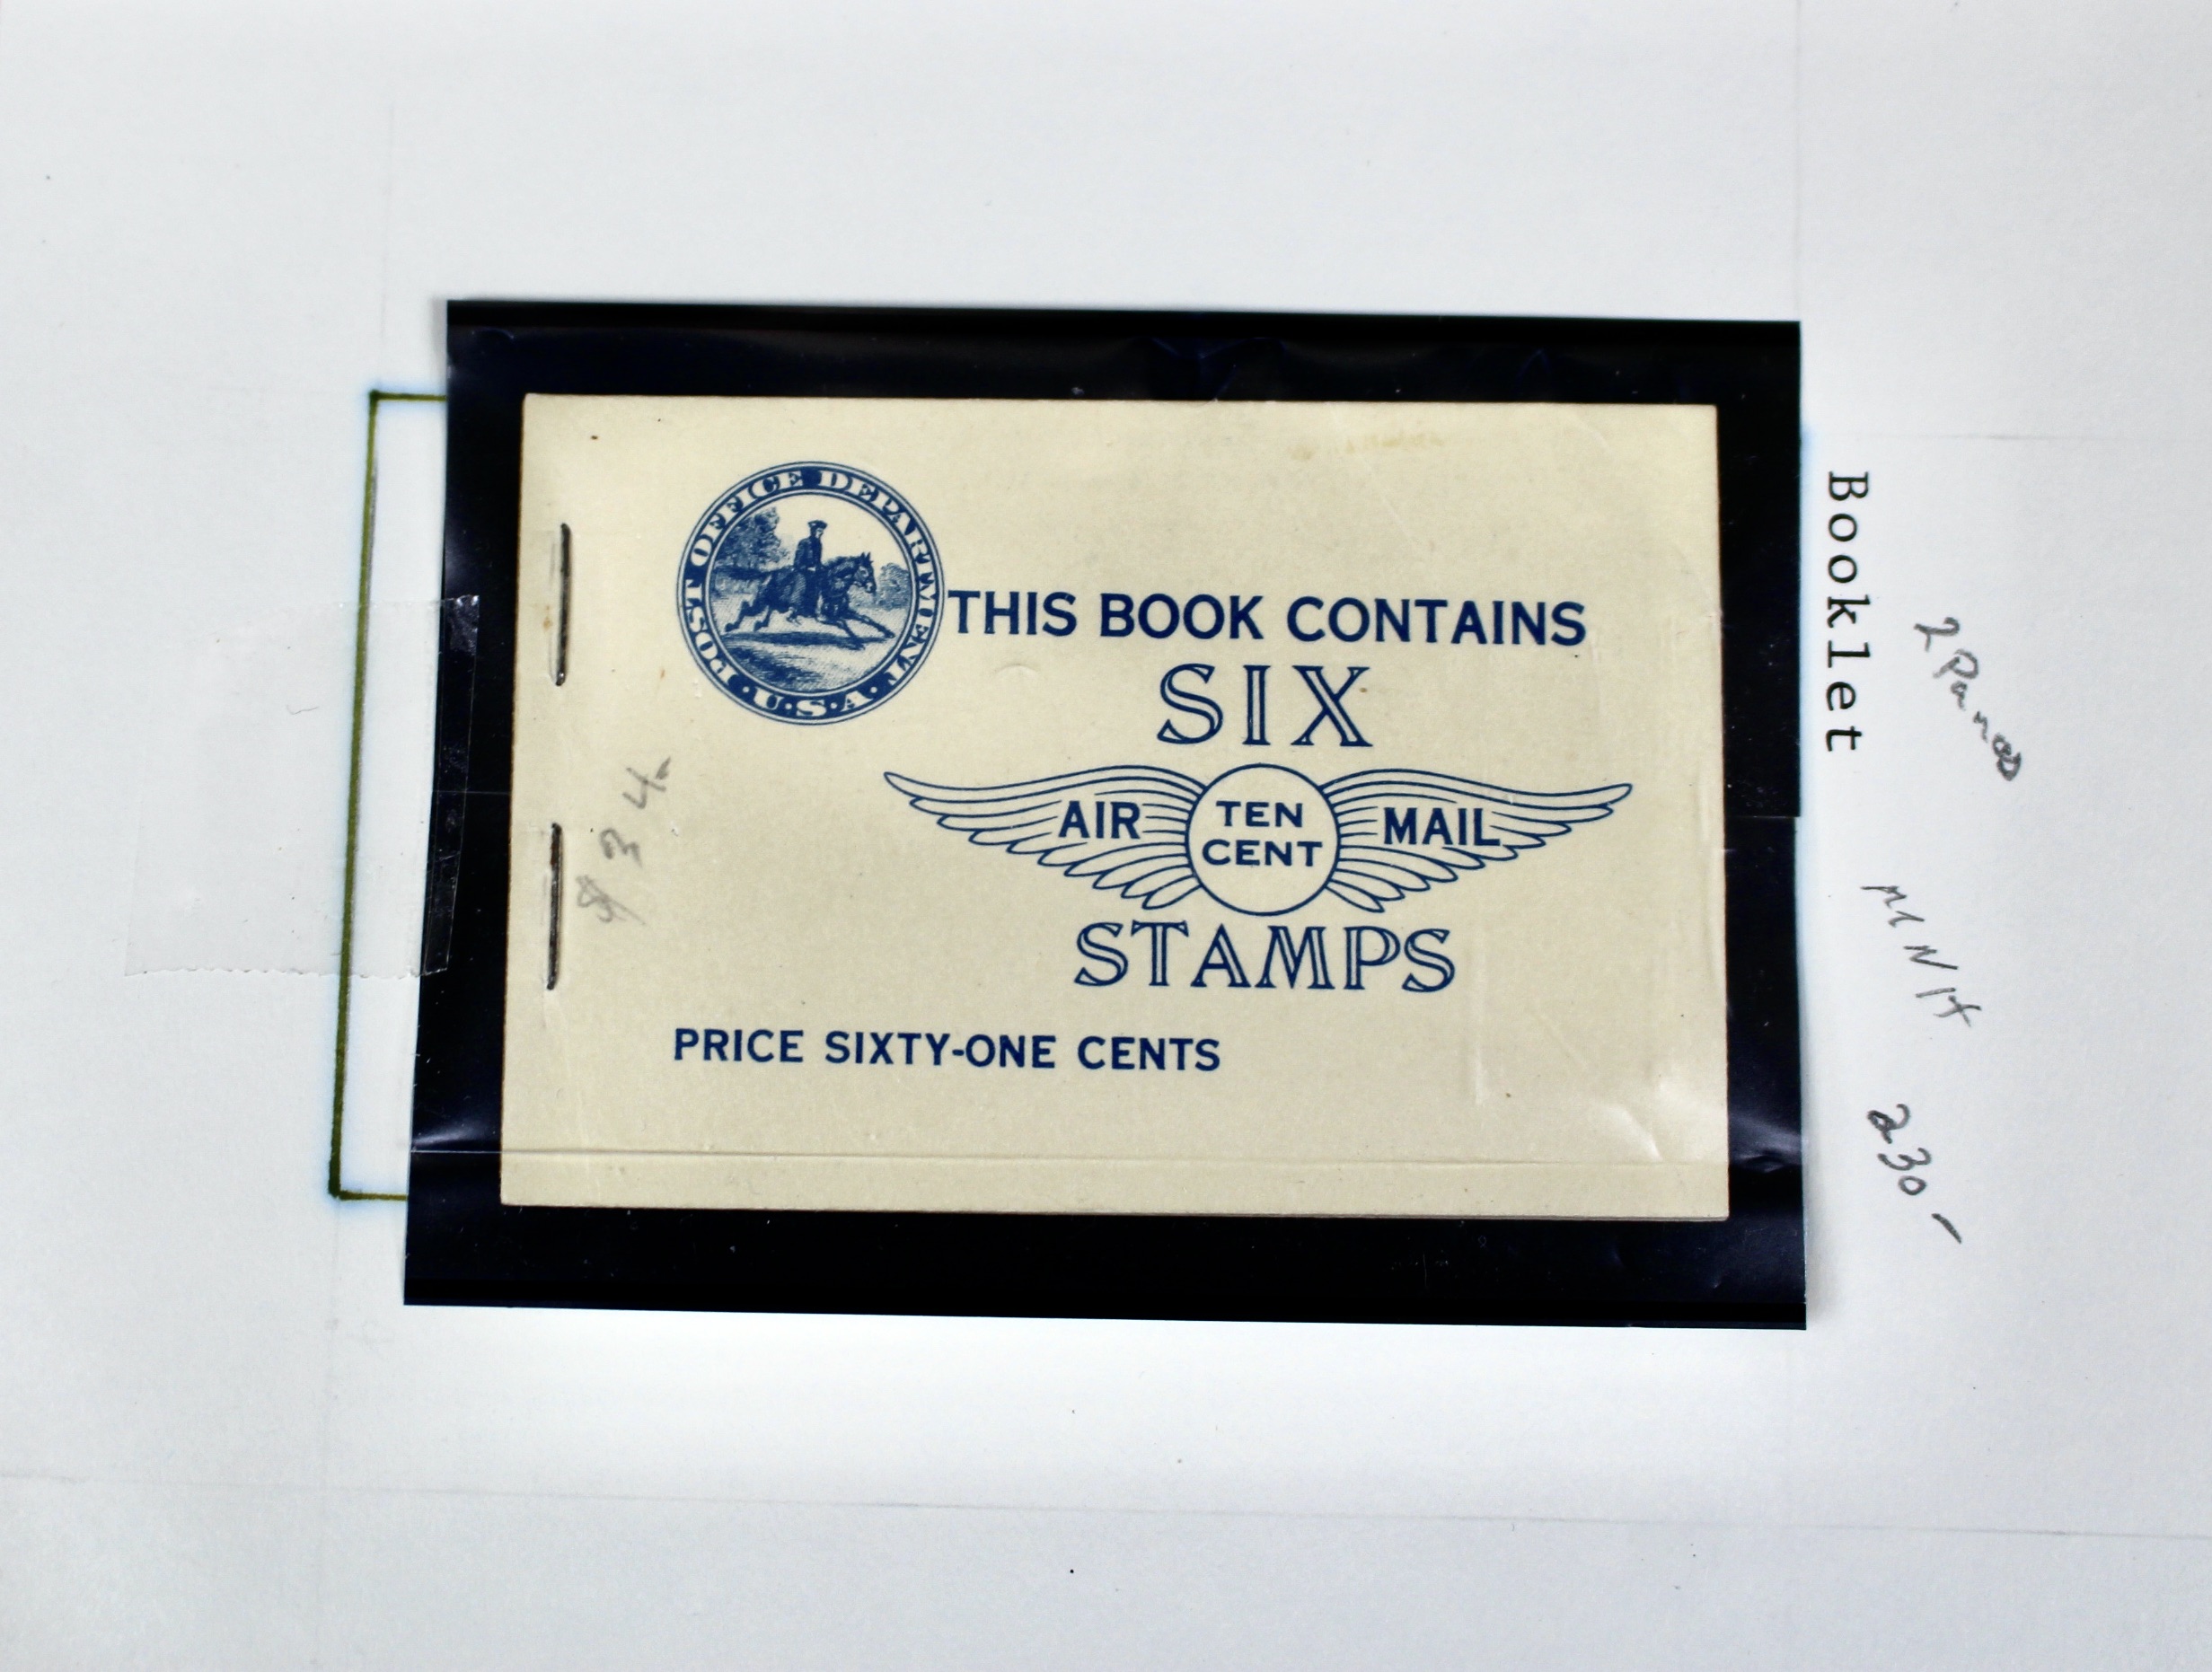 POST OFFICE DEPARTMENT
U.S.A.
THIS BOOK CONTAINS
SIX
AIR TEN CENT MAIL
STAMPS
PRICE SIXTY-ONE CENTS
$34
Booklet
2 Panes
230-